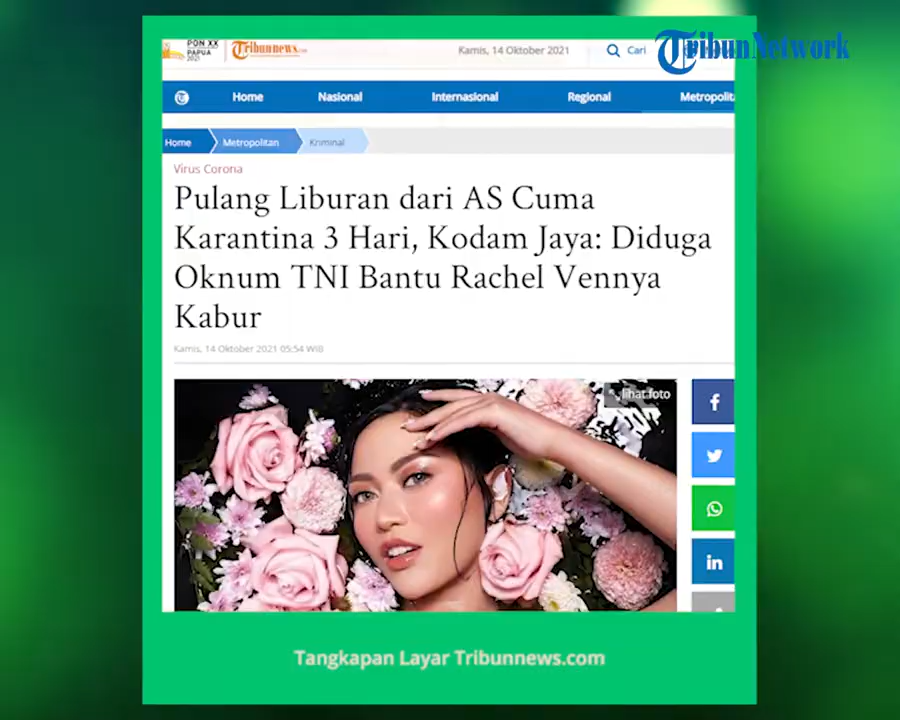 PON XX
PAPUA
2021
Tribunnews.com
Kamis, 14 Oktober 2021
Cari
TribunNetwork
Home
Nasional
Internasional
Regional
Home
Metropolitan
Kriminal
Virus Corona
Pulang Liburan dari AS Cuma
Karantina 3 Hari, Kodam Jaya: Diduga
Oknum TNI Bantu Rachel Vennya
Kabur
Kamis, 14 Oktober 2021 05:54 WIB
lihat foto
Tangkapan Layar Tribunnews.com